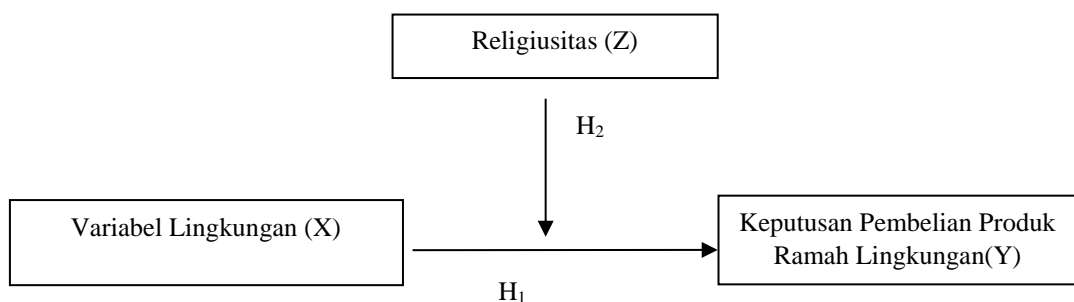 Religiusitas (Z)
H₂
Variabel Lingkungan (X)
Keputusan Pembelian Produk
Ramah Lingkungan(Y)
H₁